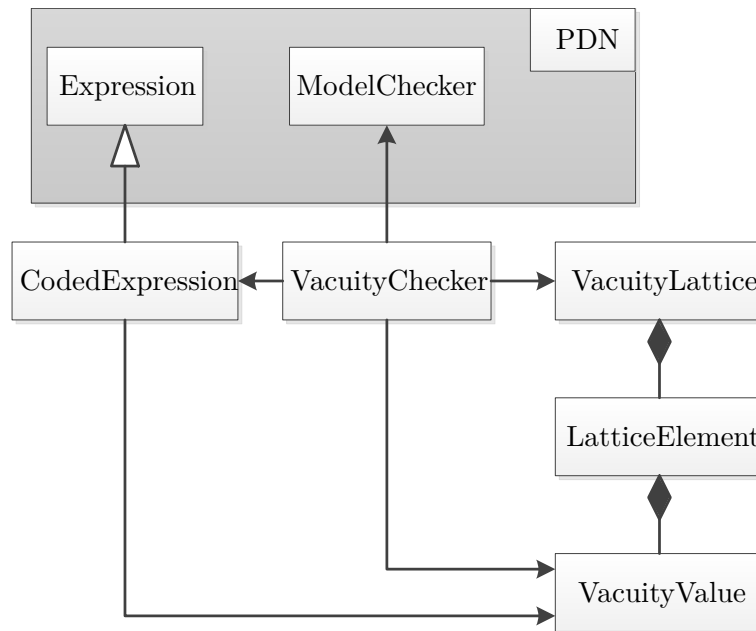 PDN
Expression
ModelChecker
CodedExpression
VacuityChecker
VacuityLattice
LatticeElement
VacuityValue